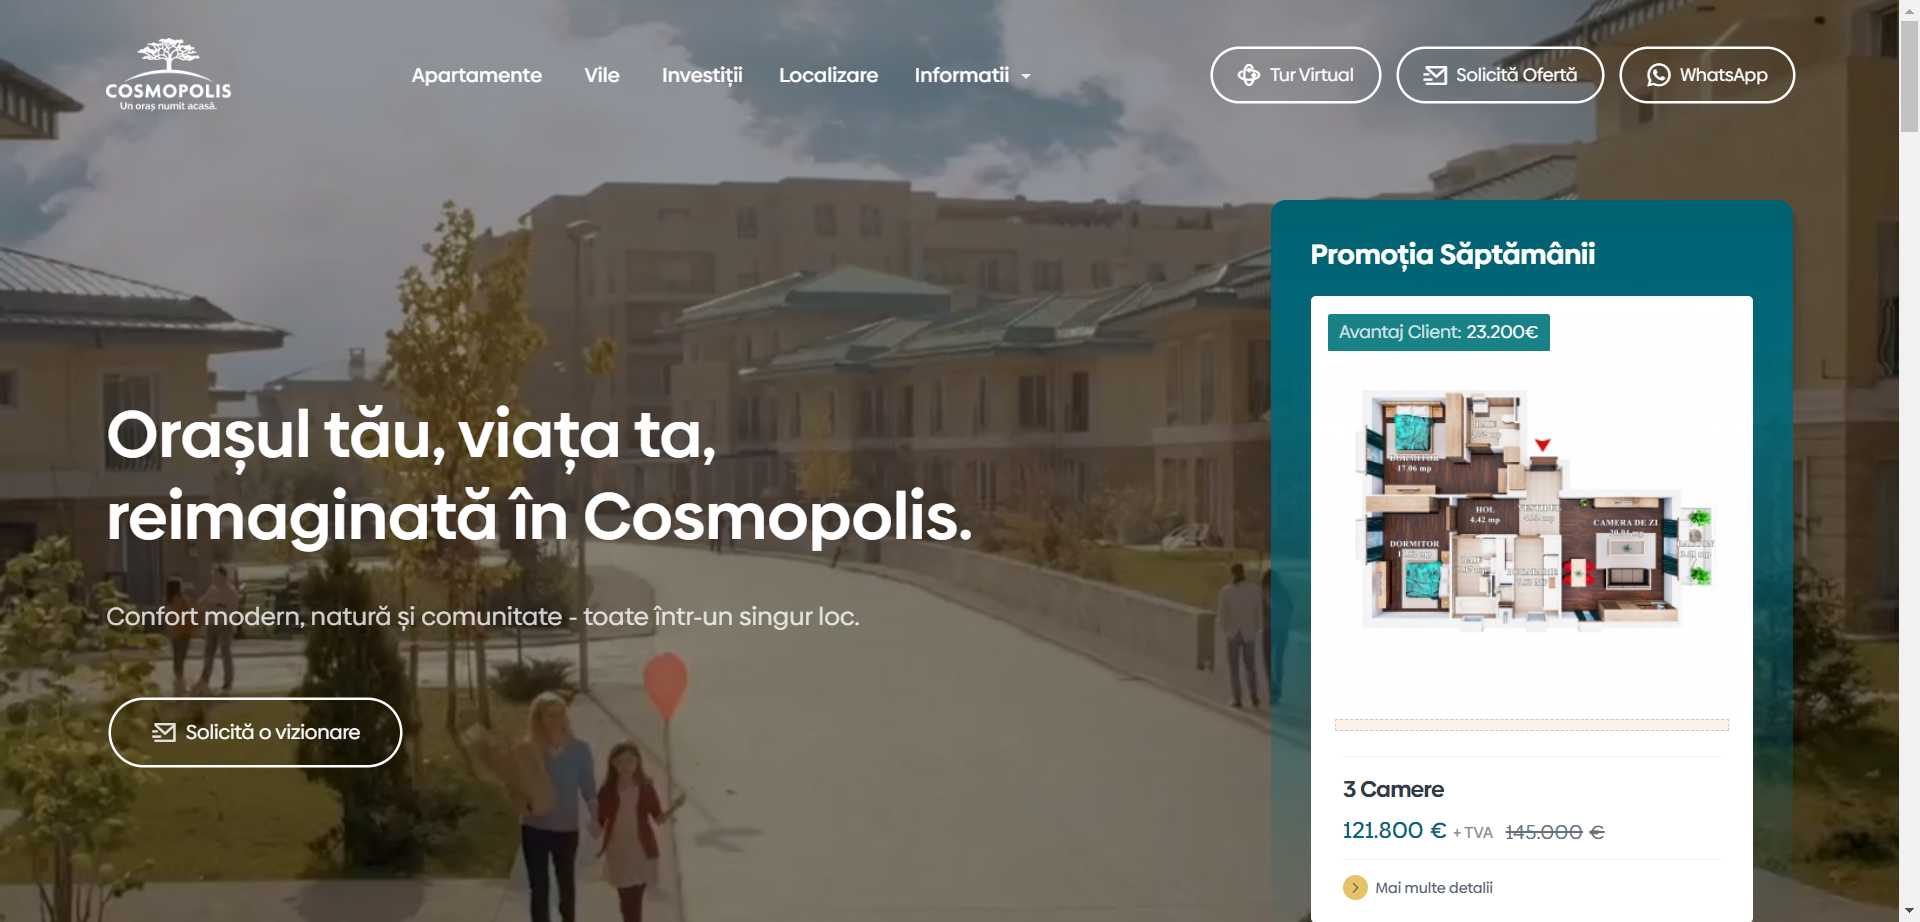 COSMOPOLIS
Un oraș numit acasă.
Apartamente
Vile
Investiții
Localizare
Informatii
Tur Virtual
Solicită Ofertă
WhatsApp
Orașul tău, viața ta,
reimaginată în Cosmopolis.
Confort modern, natură și comunitate - toate într-un singur loc.
Solicită o vizionare
Promoția Săptămânii
Avantaj Client: 23.200€
DORMITOR
17.06 mp
HOL
4.42 mp
CAMERA DE ZI
DORMITOR
3 Camere
121.800 € + TVA 145.000 €
Mai multe detalii